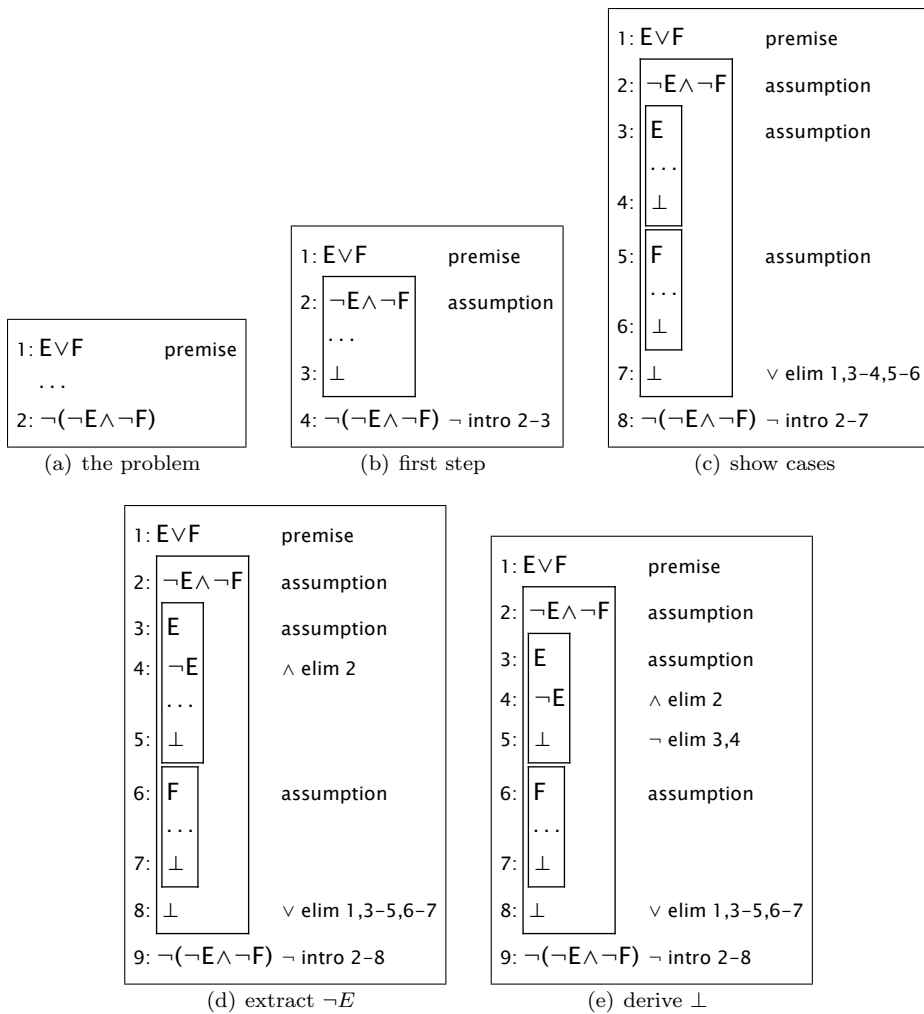 1: E∨F premise
...
2: ¬(¬E∧¬F)
(a) the problem
1: E∨F premise
2: ¬E∧¬F assumption
...
3: ⊥
4: ¬(¬E∧¬F) ¬ intro 2–3
(b) first step
1: E∨F premise
2: ¬E∧¬F assumption
3: E assumption
...
4: ⊥
5: F assumption
...
6: ⊥
7: ⊥ ∨ elim 1,3–4,5–6
8: ¬(¬E∧¬F) ¬ intro 2–7
(c) show cases
1: E∨F premise
2: ¬E∧¬F assumption
3: E assumption
4: ¬E ∧ elim 2
...
5: ⊥
6: F assumption
...
7: ⊥
8: ⊥ ∨ elim 1,3–5,6–7
9: ¬(¬E∧¬F) ¬ intro 2–8
(d) extract ¬E
1: E∨F premise
2: ¬E∧¬F assumption
3: E assumption
4: ¬E ∧ elim 2
5: ⊥ ¬ elim 3,4
6: F assumption
...
7: ⊥
8: ⊥ ∨ elim 1,3–5,6–7
9: ¬(¬E∧¬F) ¬ intro 2–8
(e) derive ⊥